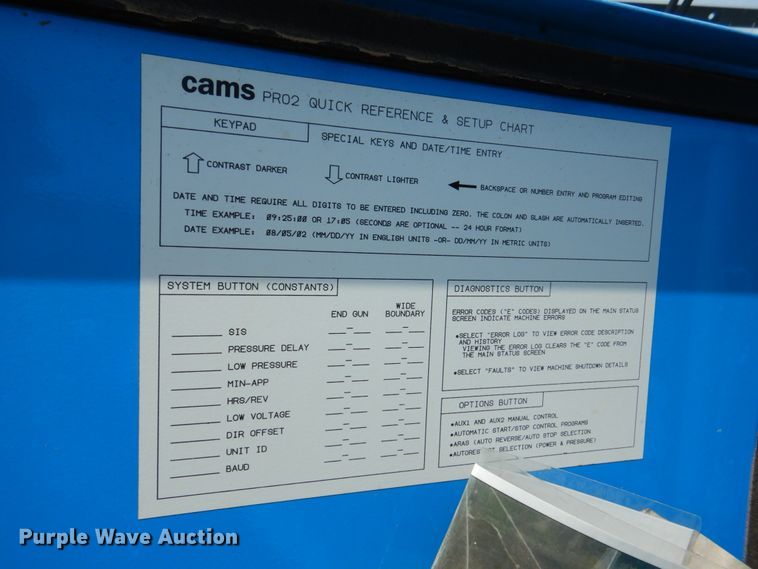 cams PRO2 QUICK REFERENCE & SETUP CHART
KEYPAD
SPECIAL KEYS AND DATE/TIME ENTRY
CONTRAST DARKER
CONTRAST LIGHTER
BACKSPACE OR NUMBER ENTRY AND PROGRAM EDITING
DATE AND TIME REQUIRE ALL DIGITS TO BE ENTERED INCLUDING ZERO. THE COLON AND SLASH ARE AUTOMATICALLY INSERTED.
TIME EXAMPLE: 09:25:00 OR 17:05 (SECONDS ARE OPTIONAL -- 24 HOUR FORMAT)
DATE EXAMPLE: 08/05/02 (MM/DD/YY IN ENGLISH UNITS -OR- DD/MM/YY IN METRIC UNITS)
SYSTEM BUTTON (CONSTANTS)
END GUN
WIDE
BOUNDARY
SIS
PRESSURE DELAY
LOW PRESSURE
MIN-APP
HRS/REV
LOW VOLTAGE
DIR OFFSET
UNIT ID
BAUD
DIAGNOSTICS BUTTON
ERROR CODES ("E" CODES) DISPLAYED ON THE MAIN STATUS
SCREEN INDICATE MACHINE ERRORS
•SELECT "ERROR LOG" TO VIEW ERROR CODE DESCRIPTION
AND HISTORY
VIEWING THE ERROR LOG CLEARS THE "E" CODE FROM
THE MAIN STATUS SCREEN
•SELECT "FAULTS" TO VIEW MACHINE SHUTDOWN DETAILS
OPTIONS BUTTON
•AUX1 AND AUX2 MANUAL CONTROL
•AUTOMATIC START/STOP CONTROL PROGRAMS
•ARAS (AUTO REVERSE/AUTO STOP SELECTION
SELECTION (POWER & PRESSURE)
Purple Wave Auction